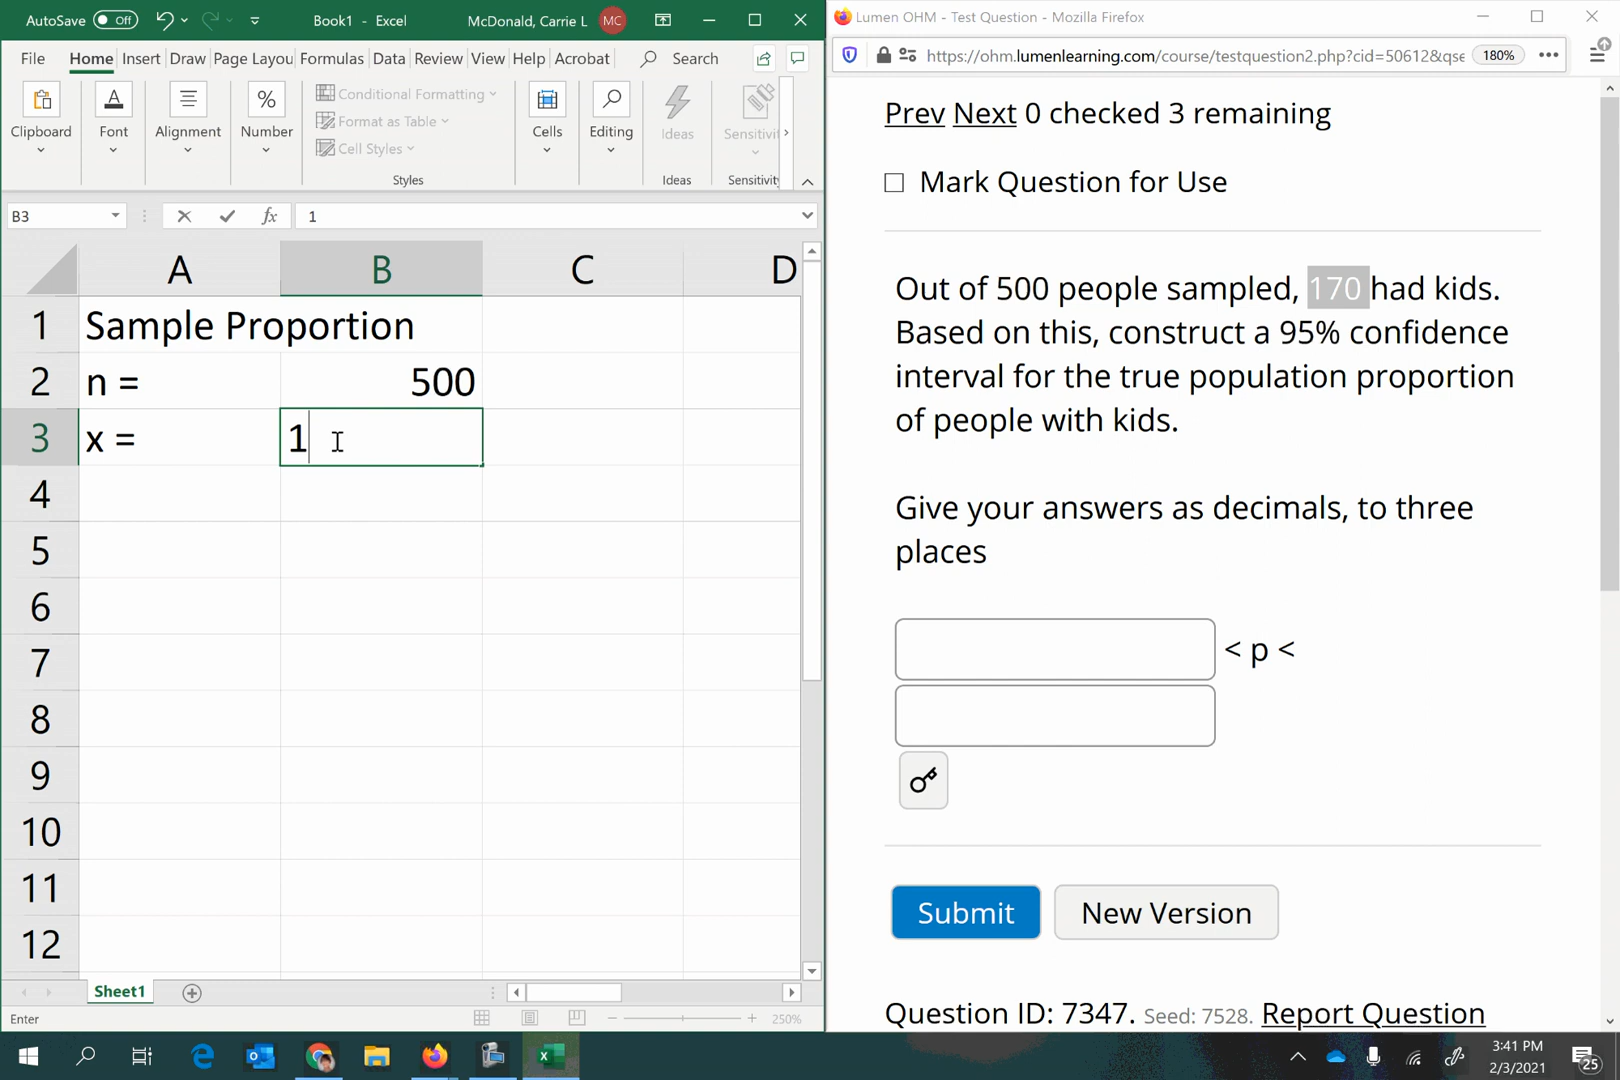 AutoSave Off Book1 - Excel McDonald, Carrie L MC
File Home Insert Draw Page Layou Formulas Data Review View Help Acrobat Search
Clipboard Font Alignment Number Conditional Formatting Cells Editing Ideas Sensitivit
Format as Table
Cell Styles
Styles Ideas Sensitivity
B3 fx 1
A B C D
1 Sample Proportion
2 n = 500
3 x = 1
4
5
6
7
8
9
10
11
12
Sheet1
Enter 250%
Lumen OHM - Test Question - Mozilla Firefox
https://ohm.lumenlearning.com/course/testquestion2.php?cid=50612&qse 180%
Prev Next 0 checked 3 remaining
Mark Question for Use
Out of 500 people sampled, 170 had kids.
Based on this, construct a 95% confidence
interval for the true population proportion
of people with kids.
Give your answers as decimals, to three
places
< p <
Submit New Version
Question ID: 7347. Seed: 7528. Report Question
3:41 PM
2/3/2021
25